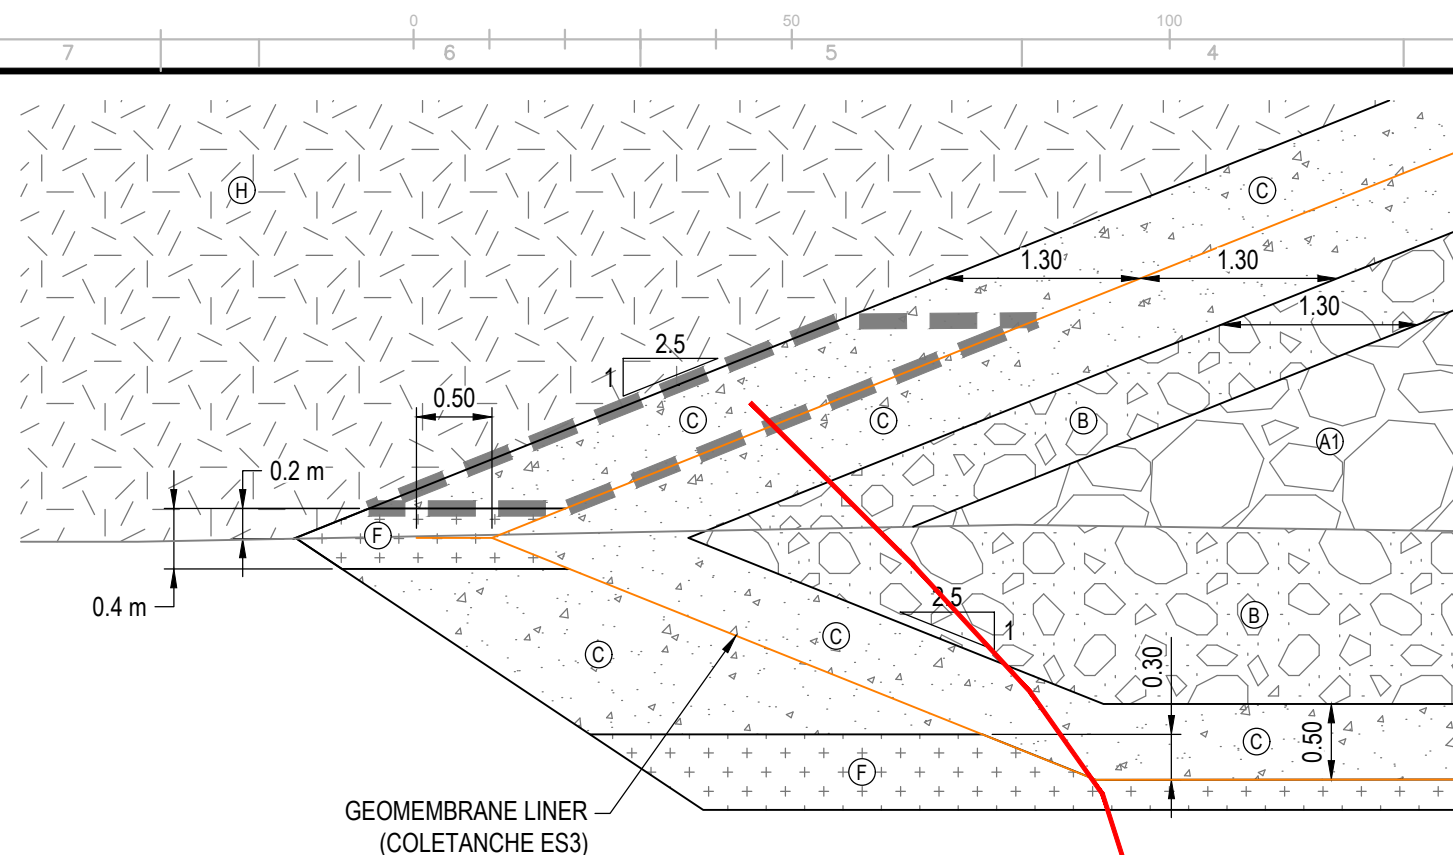 0 50 100
7 6 5 4
H
C
1.30 1.30
1.30
2.5
1
0.50
C C B
A1
0.2 m
F
0.4 m
2.5
1
C C B
0.30
C
0.50
F
GEOMEMBRANE LINER
(COLETANCHE ES3)